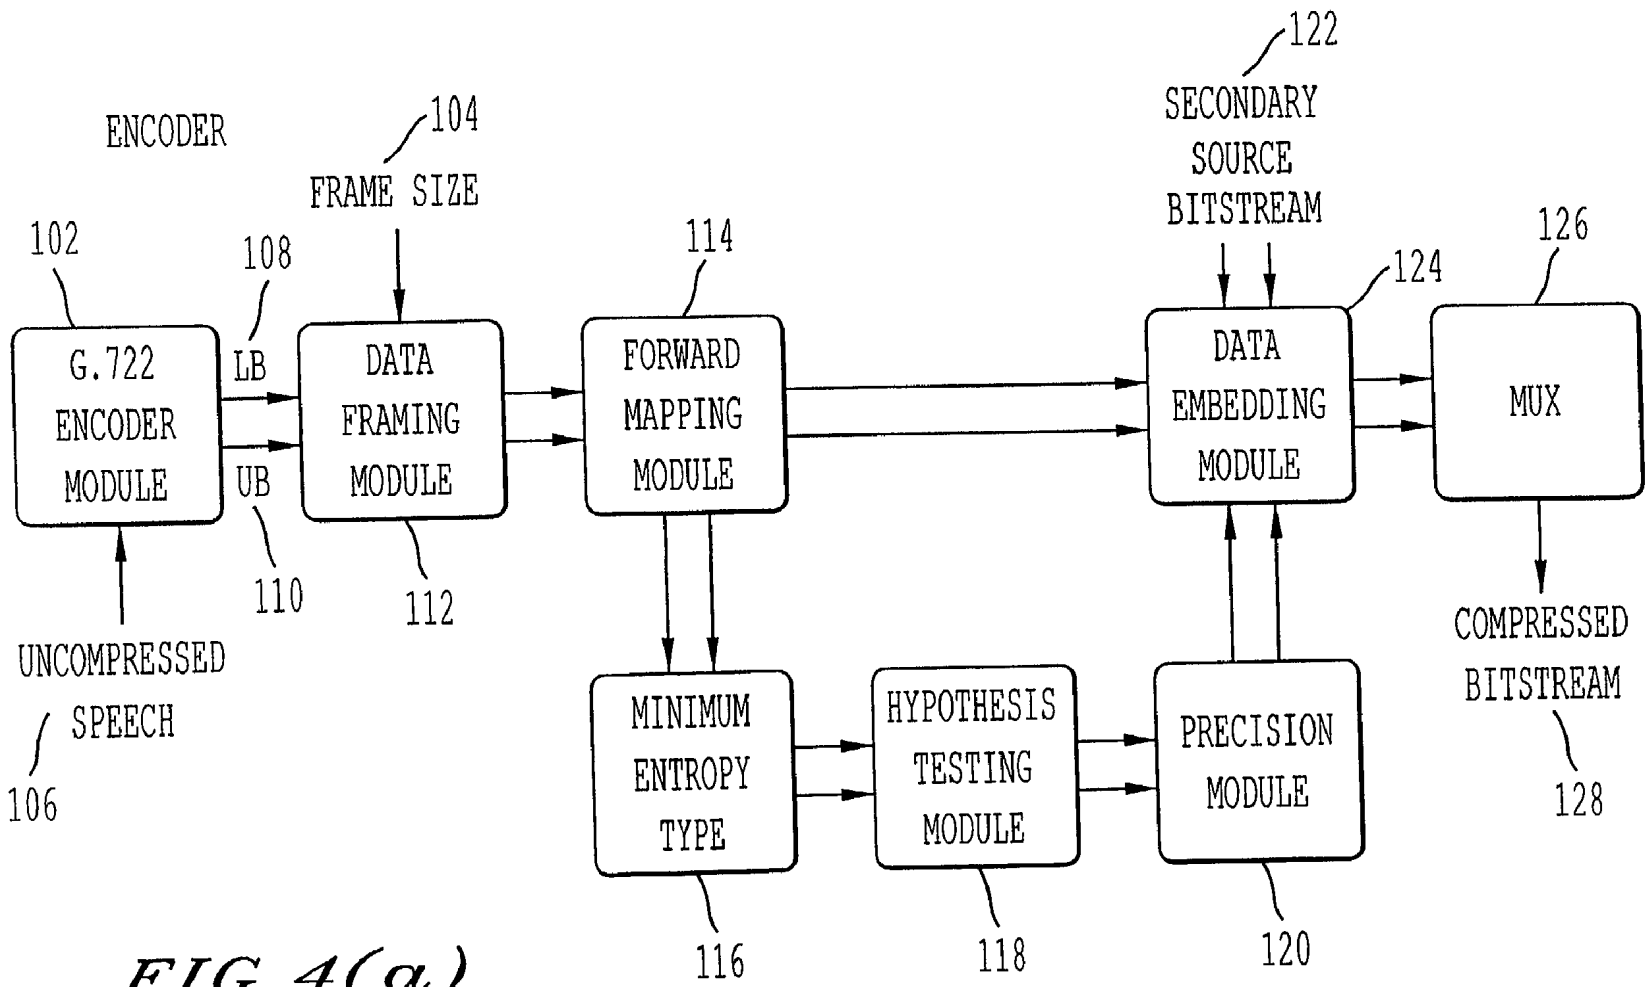 ENCODER
104
FRAME SIZE
122
SECONDARY
SOURCE
BITSTREAM
102
108
114
124
126
G.722
ENCODER
MODULE
LB
UB
110
DATA
FRAMING
MODULE
112
FORWARD
MAPPING
MODULE
DATA
EMBEDDING
MODULE
MUX
UNCOMPRESSED
SPEECH
106
MINIMUM
ENTROPY
TYPE
116
HYPOTHESIS
TESTING
MODULE
118
PRECISION
MODULE
120
COMPRESSED
BITSTREAM
128
FIG. 4(a)